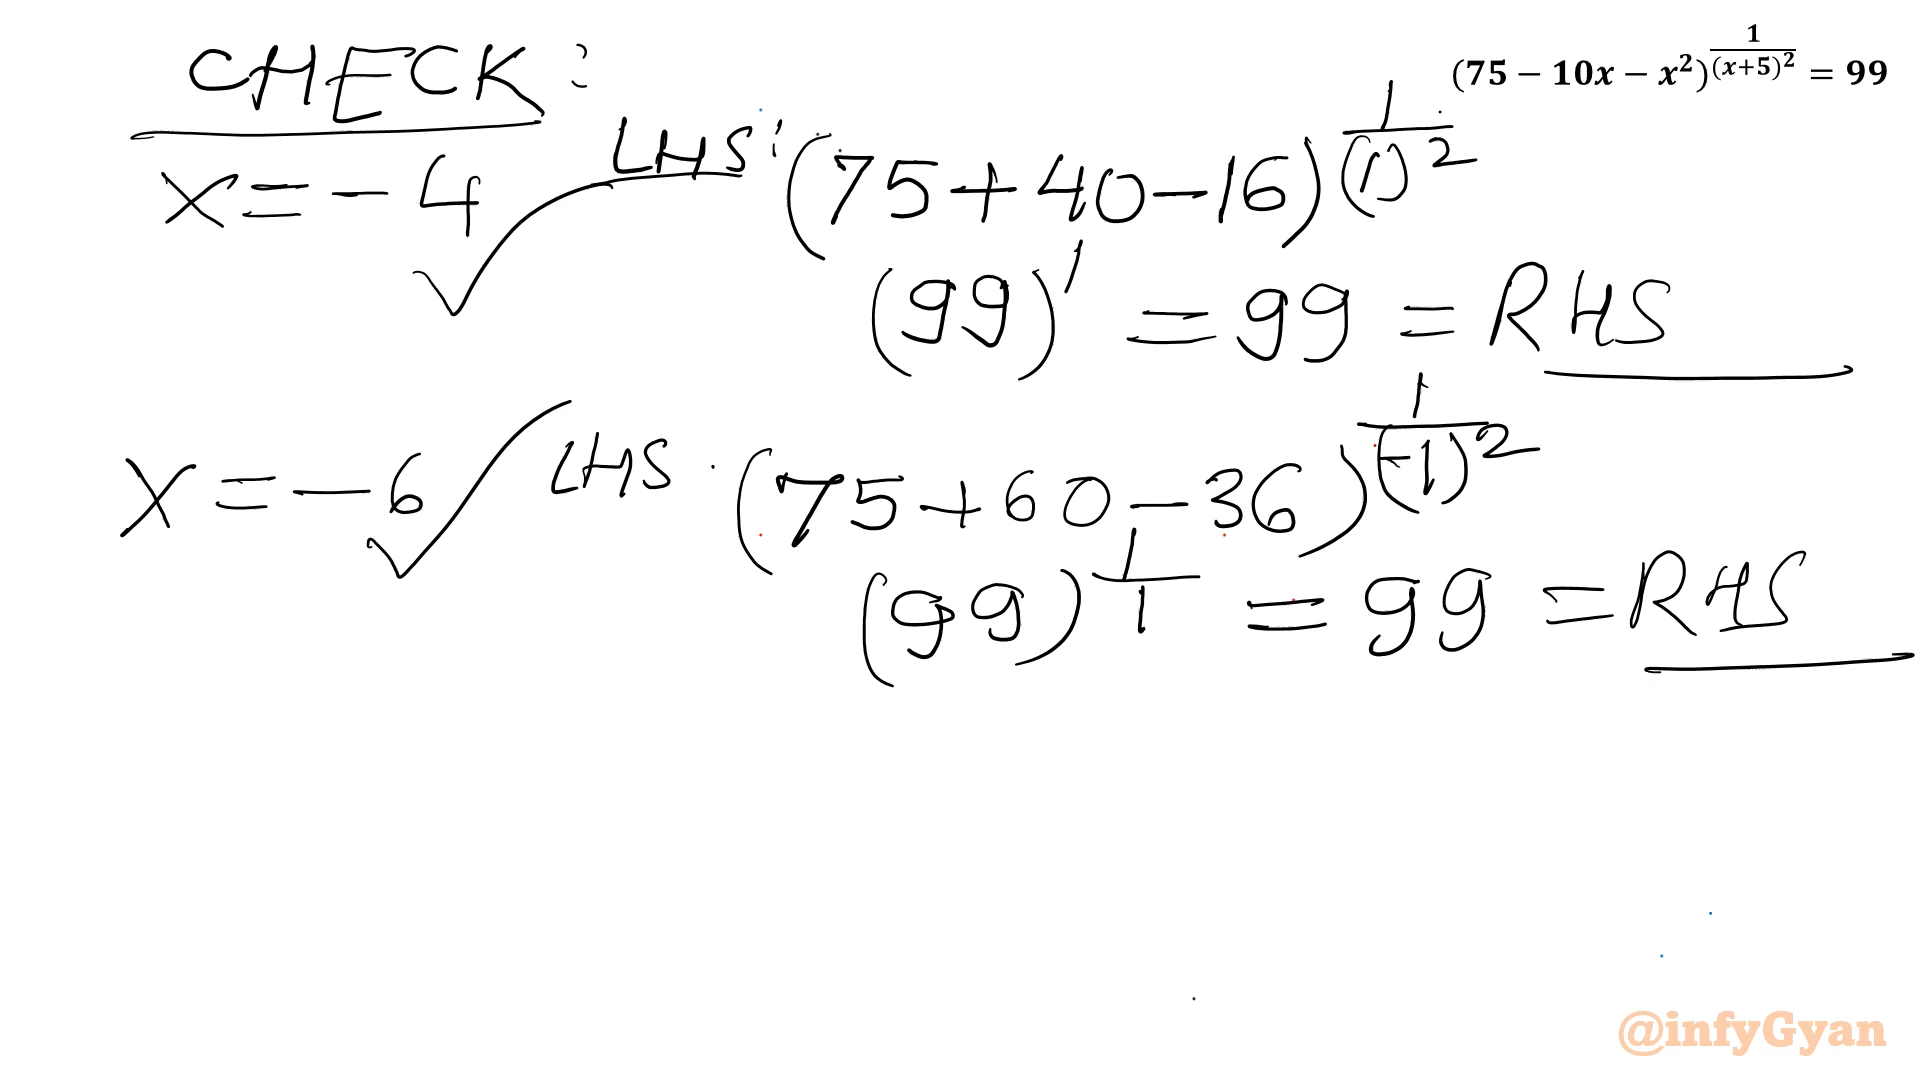 CHECK:
(75 − 10x − x²)^(1/(x+5)²) = 99
x = −4 LHS: (75+40−16)^(1/(1)²)
(99)^1 = 99 = RHS
x = −6 LHS. (75+60−36)^(1/(−1)²)
(99)^(1/1) = 99 = RHS
@infyGyan